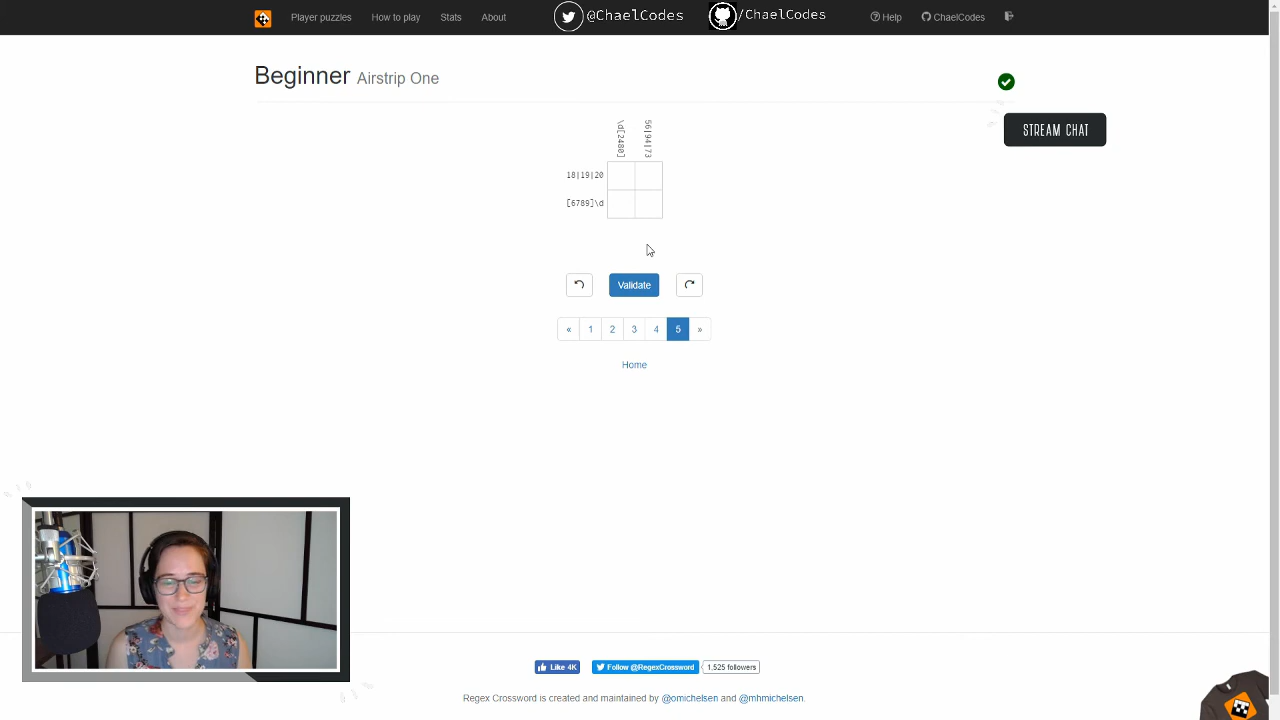 Player puzzles How to play Stats About @ChaelCodes /ChaelCodes Help ChaelCodes
Beginner Airstrip One
STREAM CHAT
\d[2480]
56|94|73
18|19|20
[6789]\d
Validate
« 1 2 3 4 5 »
Home
Like 4K Follow @RegexCrossword 1,525 followers
Regex Crossword is created and maintained by @omichelsen and @mhmichelsen.